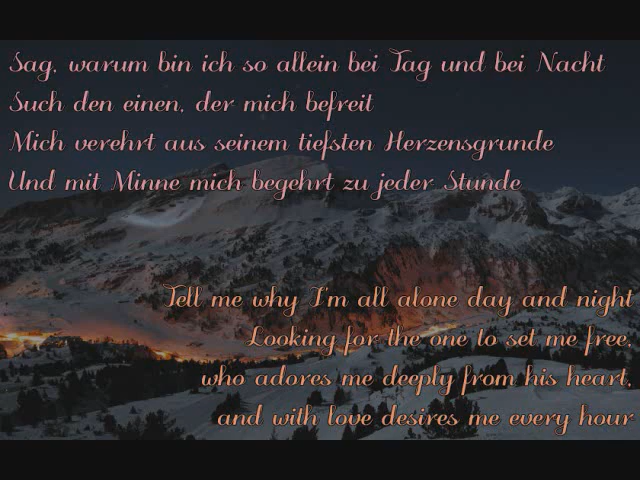 Sag, warum bin ich so allein bei Tag und bei Nacht
Such den einen, der mich befreit
Mich verehrt aus seinem tiefsten Herzensgrunde
Und mit Minne mich begehrt zu jeder Stunde
Tell me why I'm all alone day and night
Looking for the one to set me free,
who adores me deeply from his heart,
and with love desires me every hour